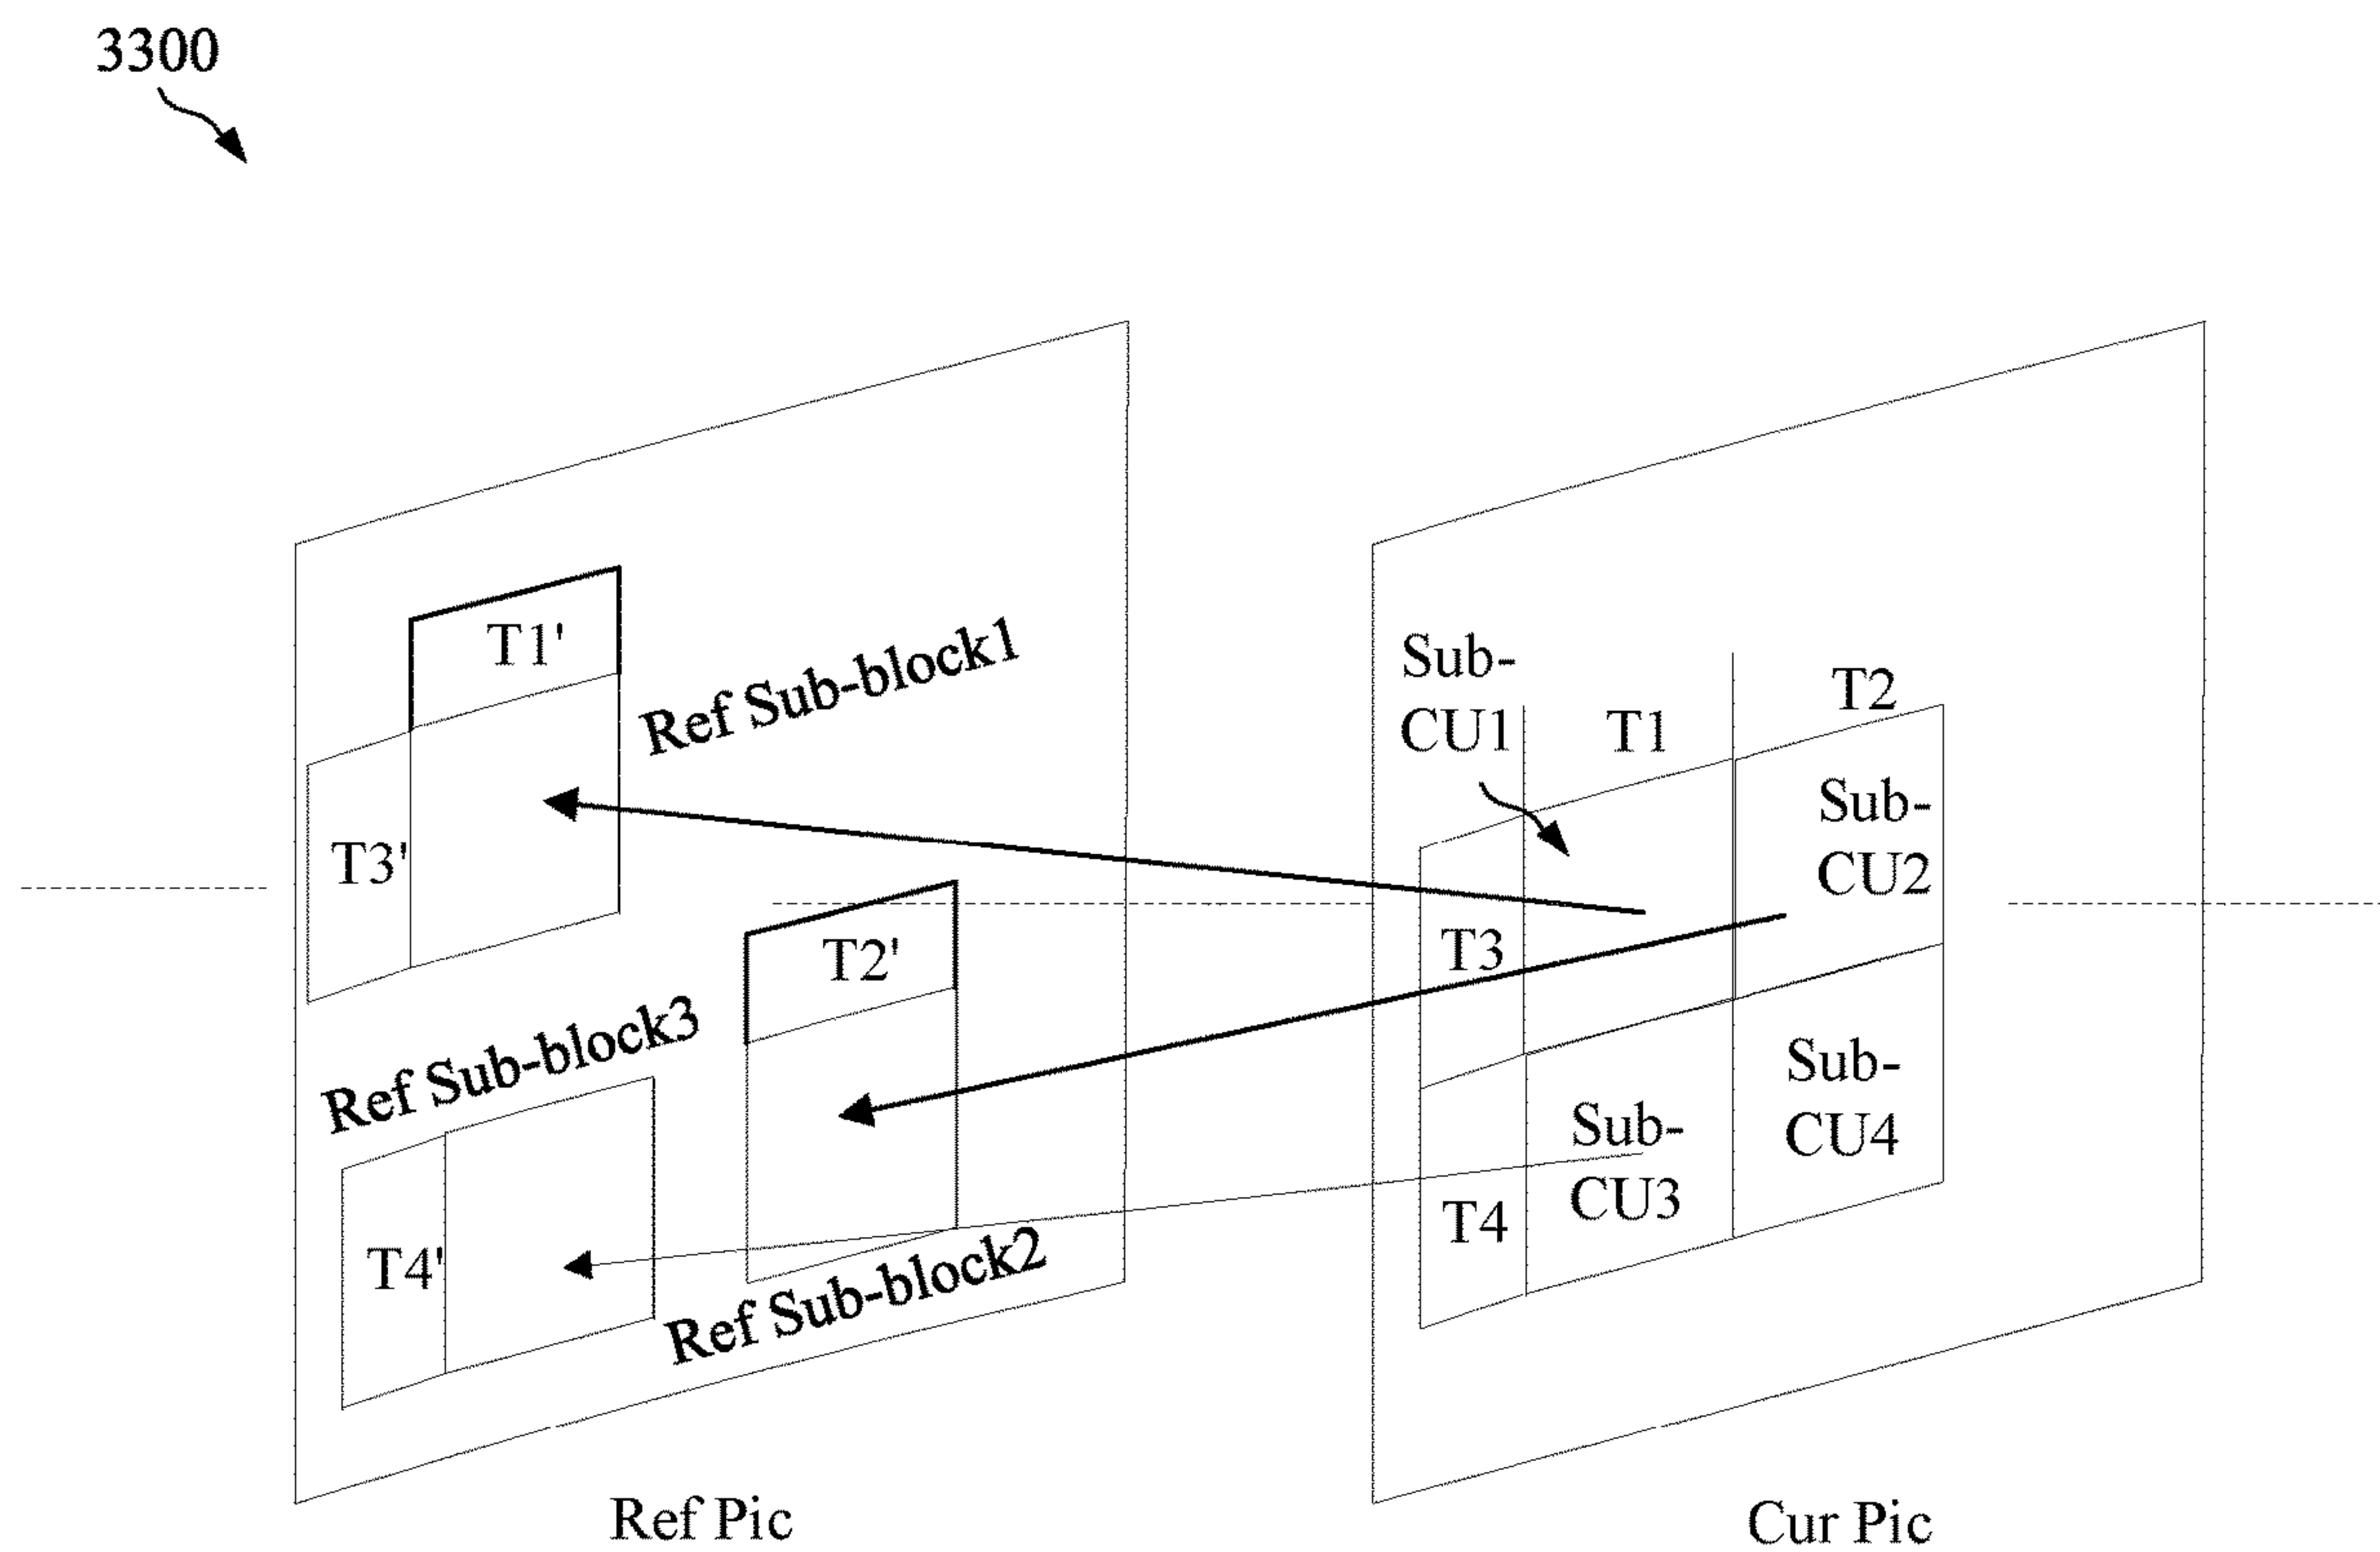 3300
T1'
Ref Sub-block1
T3'
T2'
Ref Sub-block3
T4'
Ref Sub-block2
Ref Pic
Sub-
CU1
T1
T2
Sub-
CU2
T3
Sub-
CU3
Sub-
CU4
T4
Cur Pic